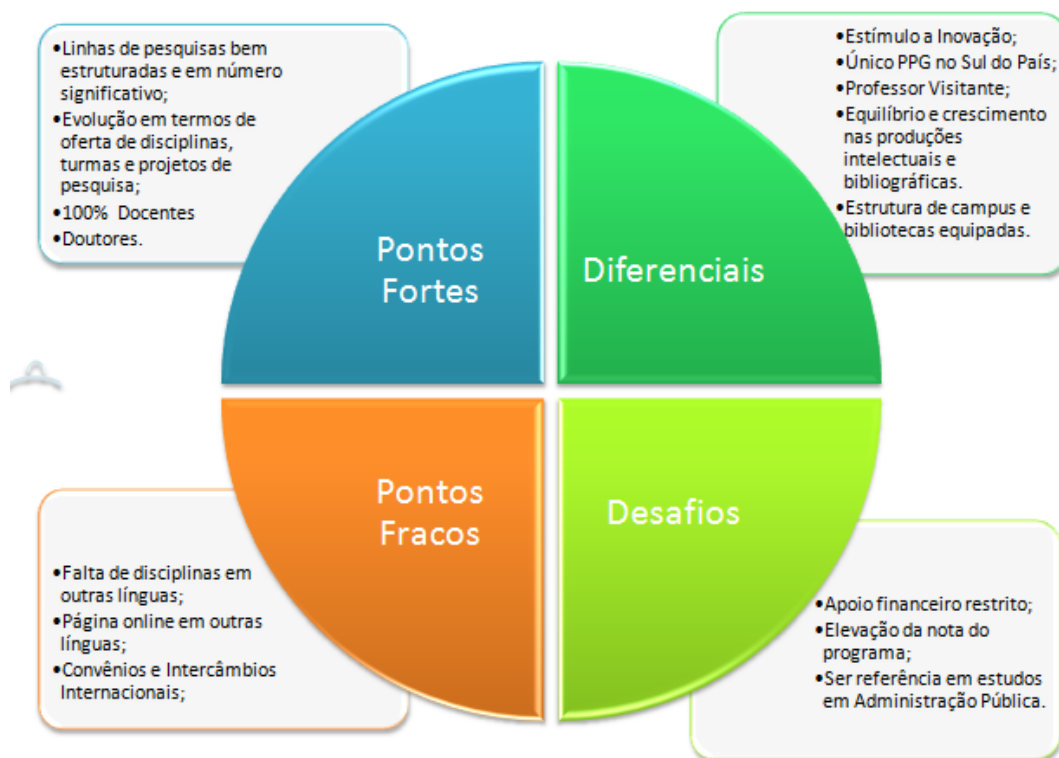 •Linhas de pesquisas bem
estruturadas e em número
significativo;
•Evolução em termos de
oferta de disciplinas,
turmas e projetos de
pesquisa;
•100% Docentes
•Doutores.
Pontos
Fortes
•Estímulo a Inovação;
•Único PPG no Sul do País;
•Professor Visitante;
•Equilíbrio e crescimento
nas produções
intelectuais e
bibliográficas.
•Estrutura de campus e
bibliotecas equipadas.
Diferenciais
Pontos
Fracos
•Falta de disciplinas em
outras línguas;
•Página online em outras
línguas;
•Convênios e Intercâmbios
Internacionais;
Desafios
•Apoio financeiro restrito;
•Elevação da nota do
programa;
•Ser referência em estudos
em Administração Pública.